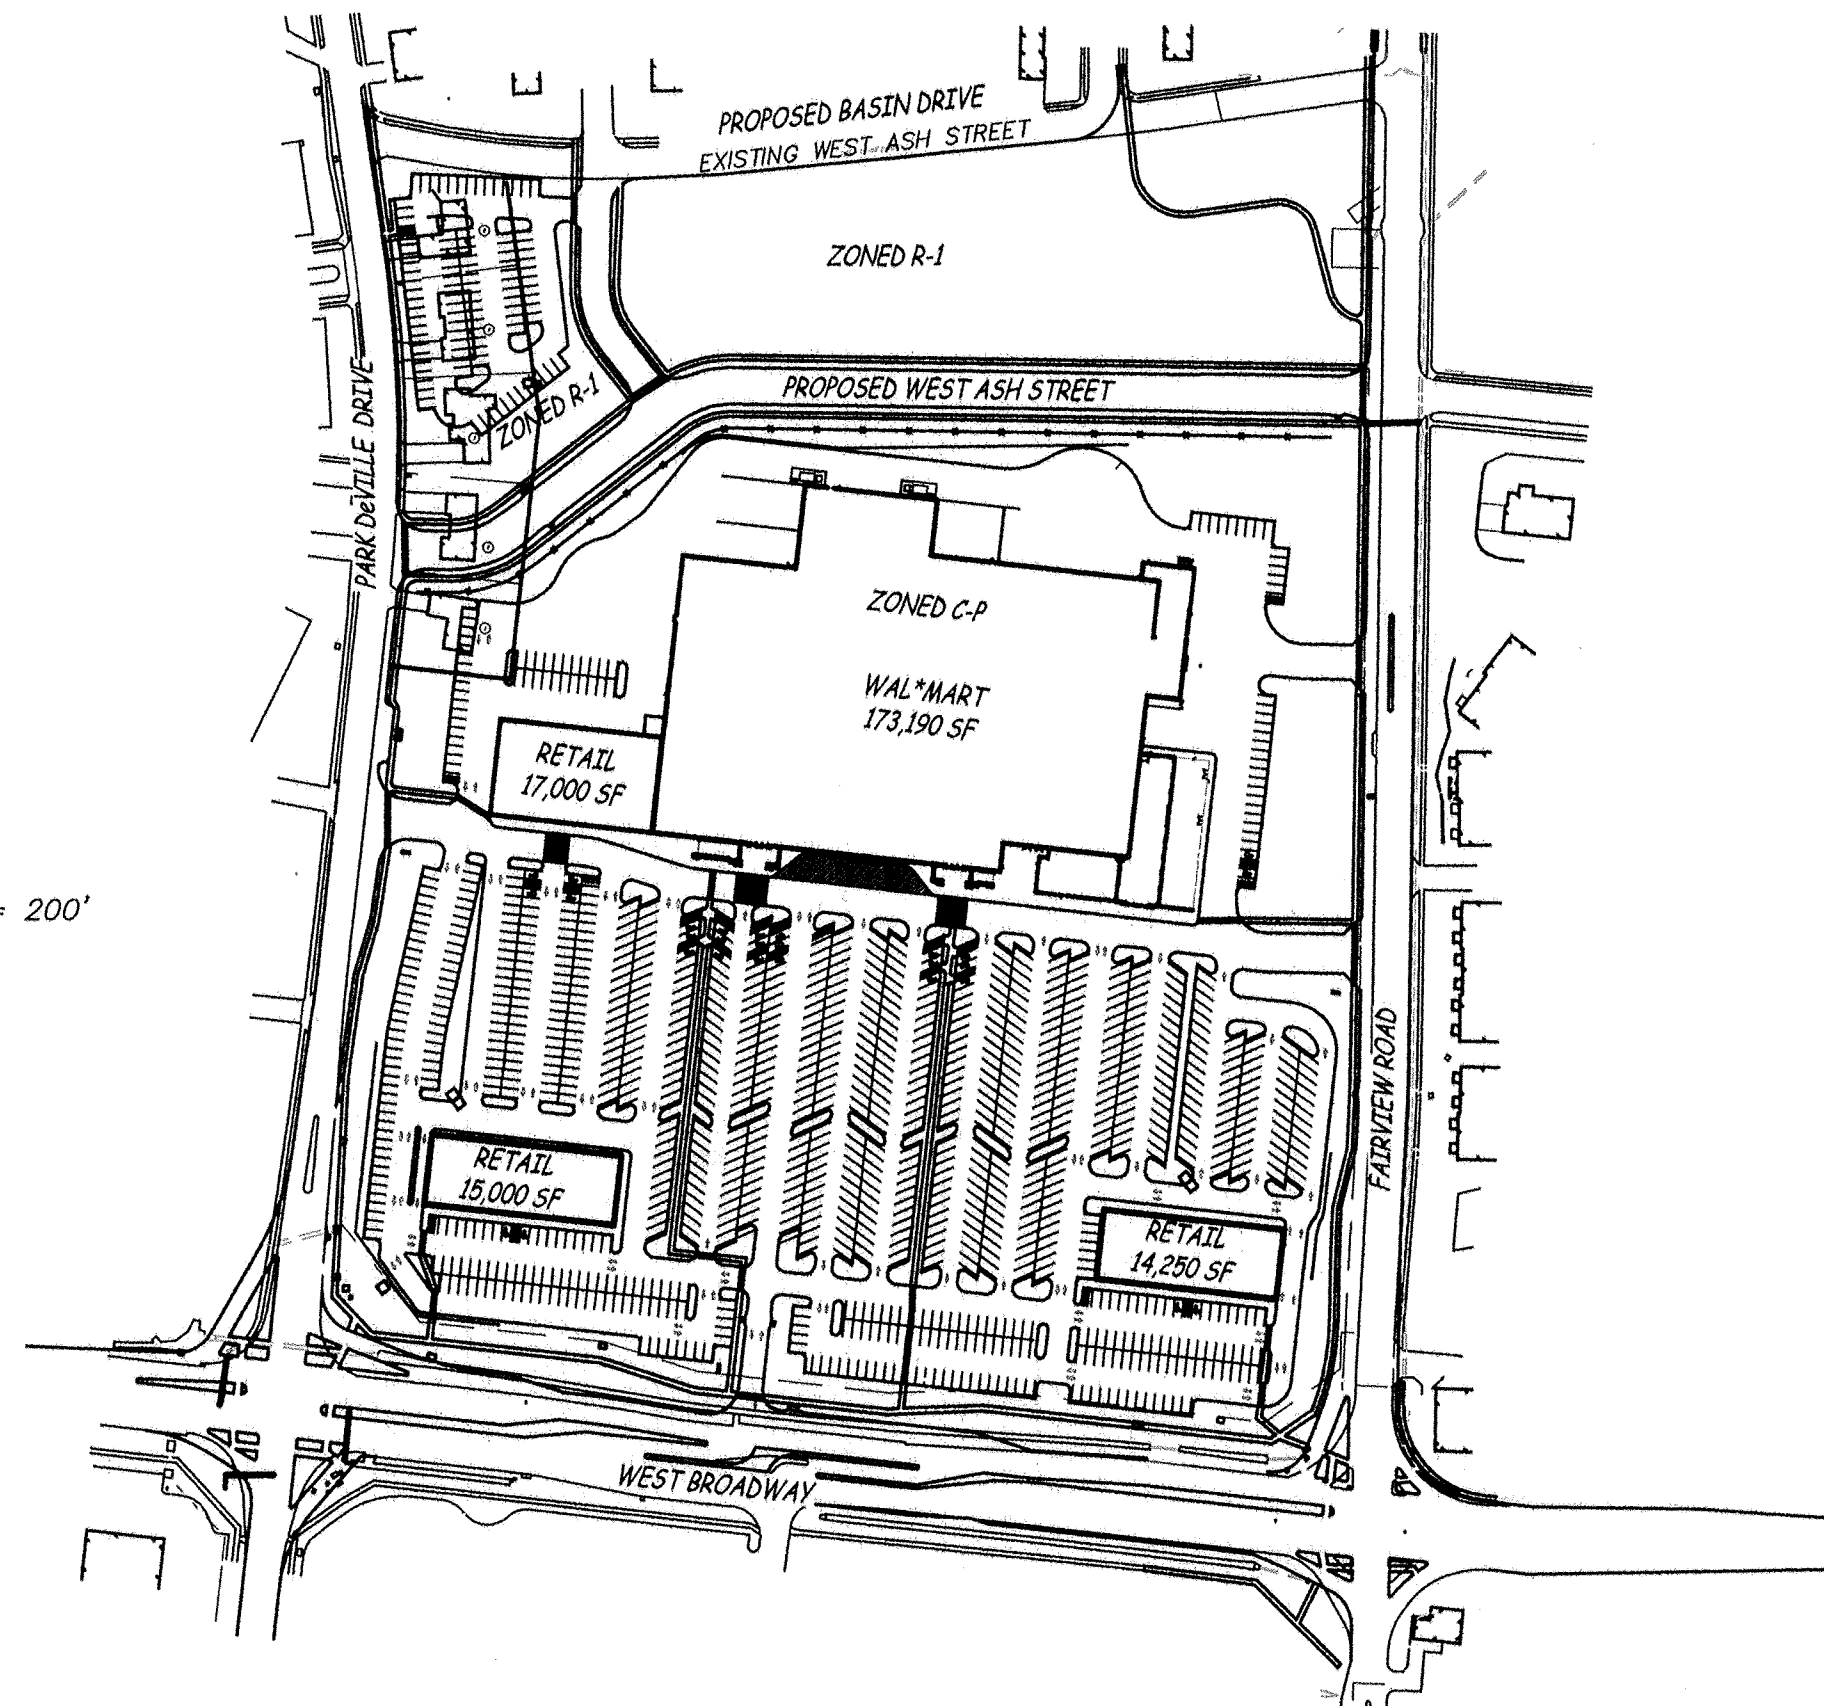 PROPOSED BASIN DRIVE
EXISTING WEST ASH STREET
ZONED R-1
PROPOSED WEST ASH STREET
ZONED R-1
PARK DeVILLE DRIVE
ZONED C-P
WAL*MART
173,190 SF
RETAIL
17,000 SF
= 200'
FAIRVIEW ROAD
RETAIL
15,000 SF
RETAIL
14,250 SF
WEST BROADWAY